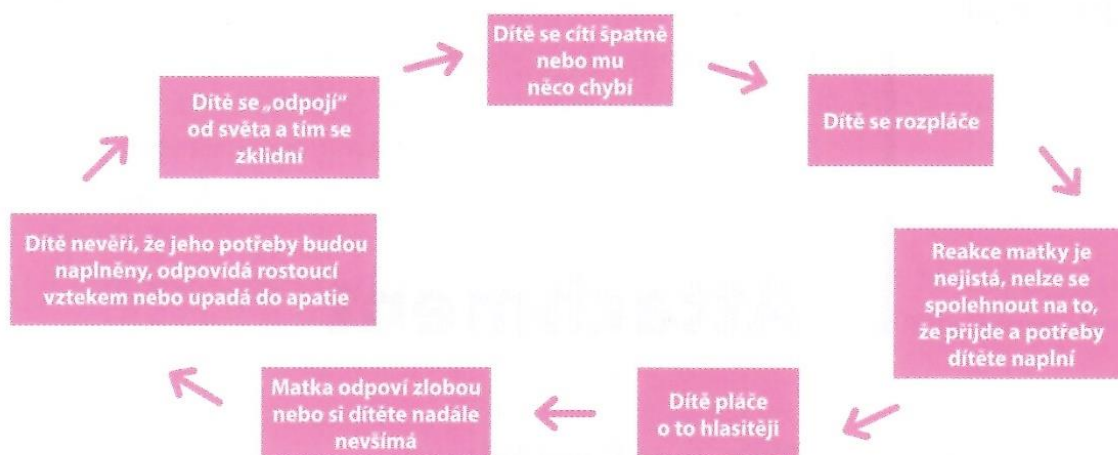 Dítě se cítí špatně
nebo mu
něco chybí
Dítě se rozpláče
Reakce matky je
nejistá, nelze se
spolehnout na to,
že přijde a potřeby
dítěte naplní
Dítě pláče
o to hlasitěji
Matka odpoví zlobou
nebo si dítěte nadále
nevšímá
Dítě nevěří, že jeho potřeby budou
naplněny, odpovídá rostoucí
vztekem nebo upadá do apatie
Dítě se „odpojí“
od světa a tím se
zklidní